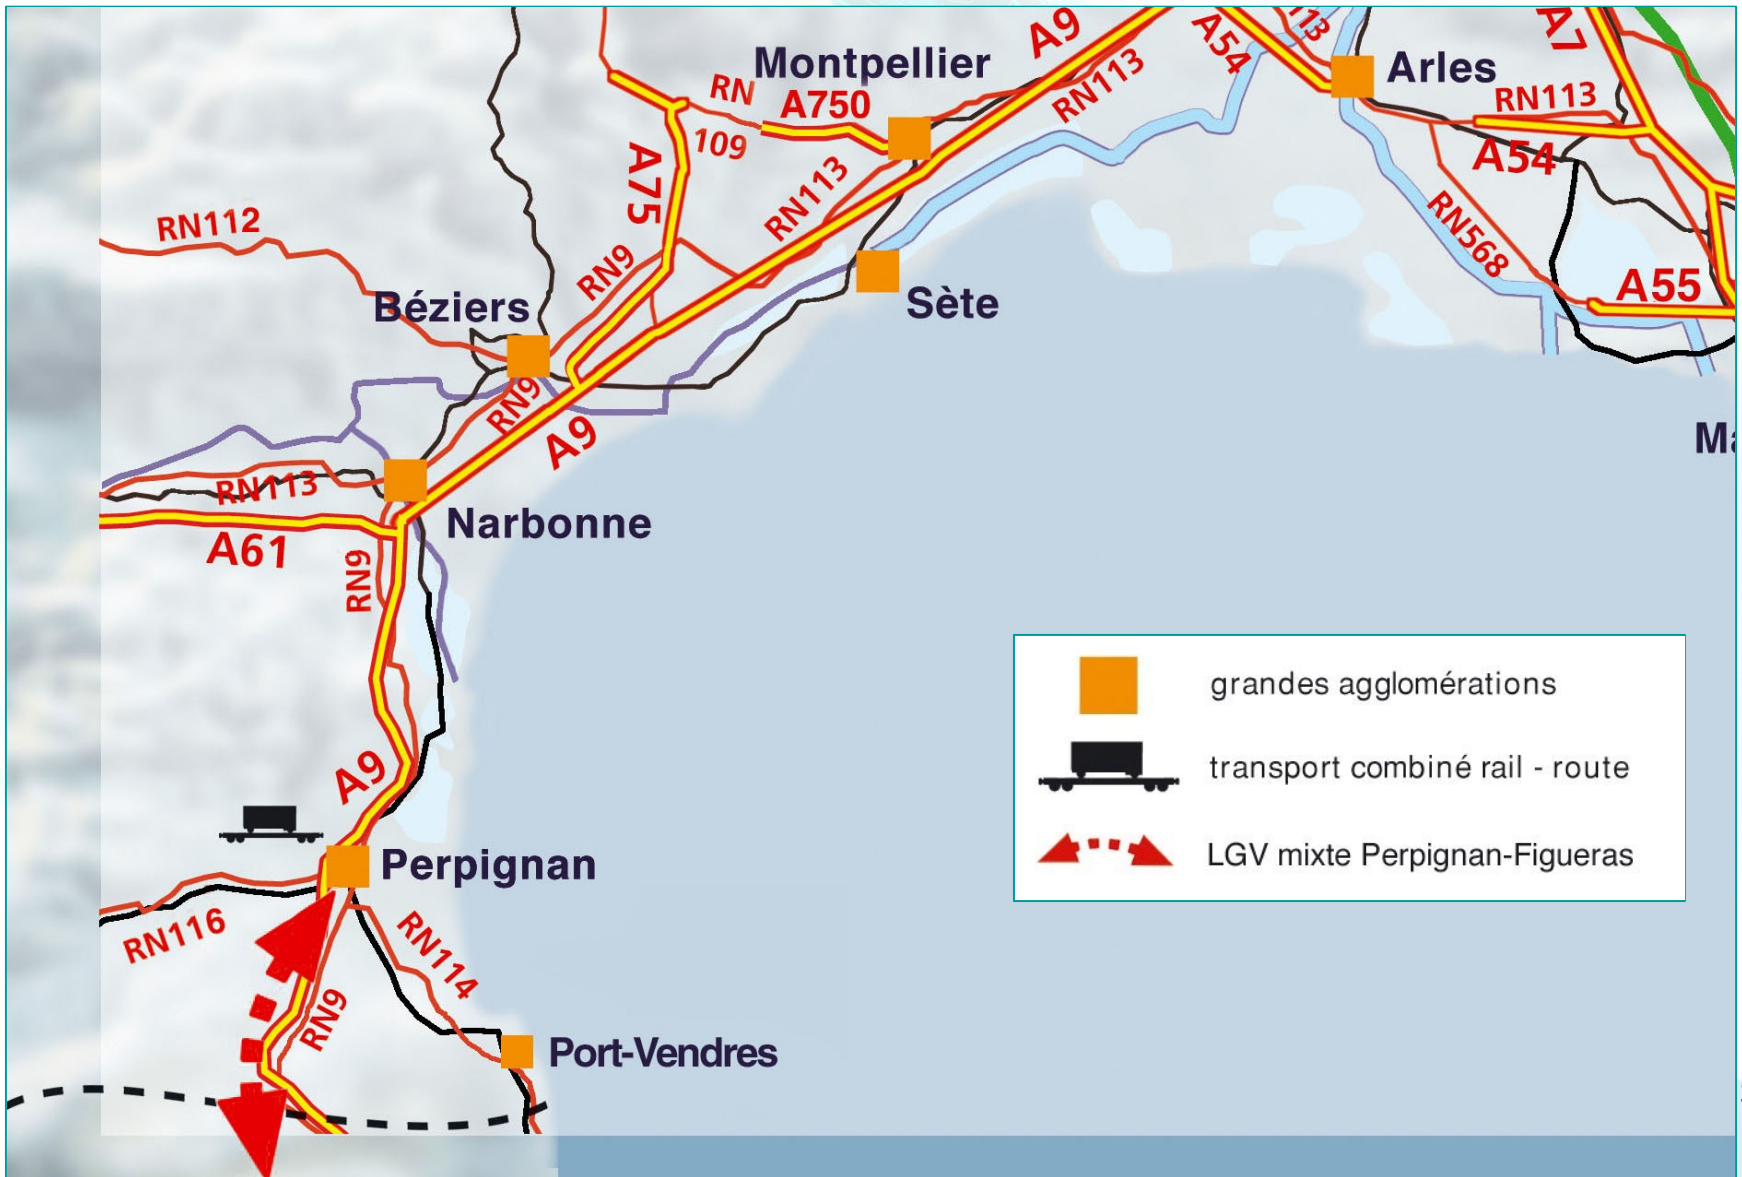 A9
A54
113
A7
Montpellier
RN113
Arles
RN
A750
RN113
109
A54
A75
RN113
RN112
RN568
RN9
A55
Béziers
Sète
RN9
A9
RN113
Narbonne
A61
RN9
grandes agglomérations
transport combiné rail - route
A9
LGV mixte Perpignan-Figueras
Perpignan
RN116
RN114
RN9
Port-Vendres